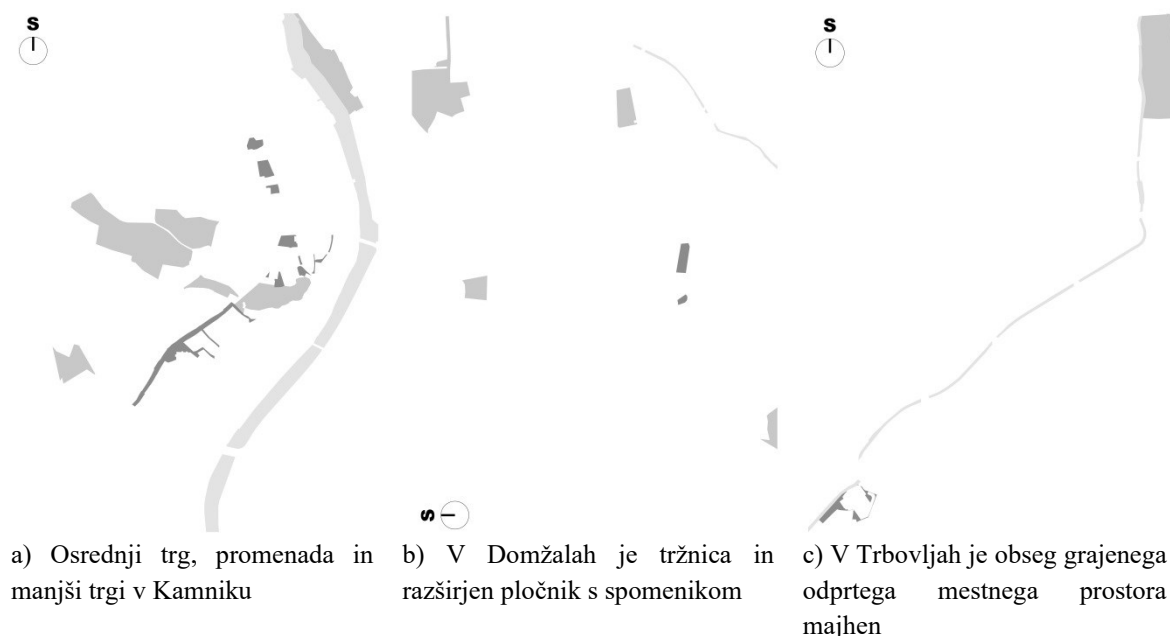 S
S
S
a) Osrednji trg, promenada in
manjši trgi v Kamniku
b) V Domžalah je tržnica in
razširjen pločnik s spomenikom
c) V Trbovljah je obseg grajenega
odprtega mestnega prostora
majhen